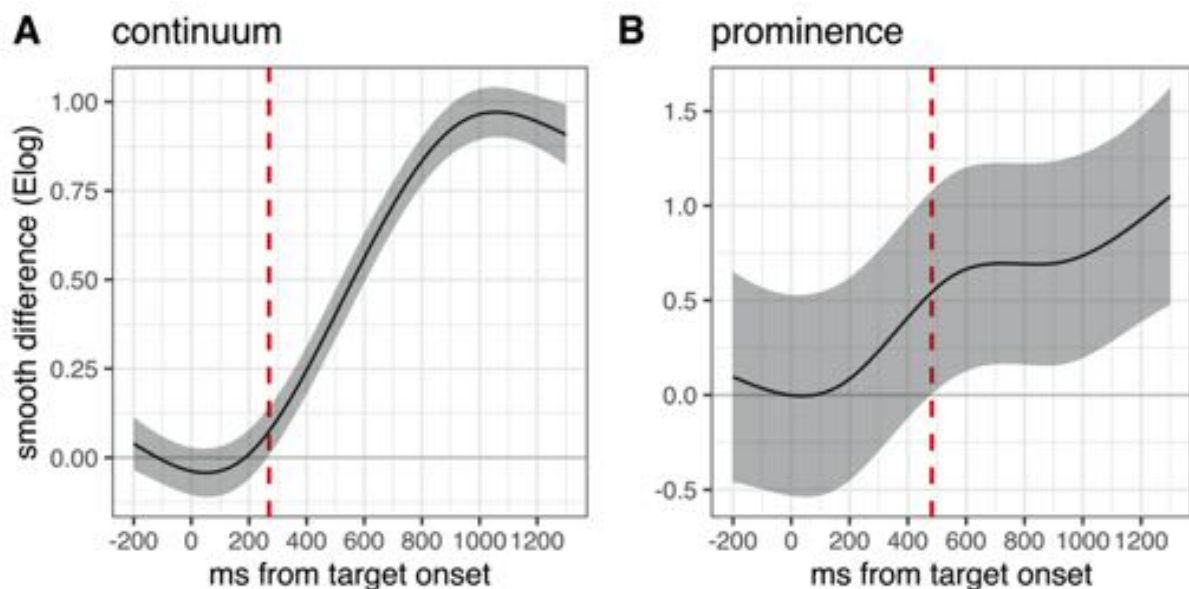 A continuum
smooth difference (Elog)
1.00
0.75
0.50
0.25
0.00
-200 0 200 400 600 800 1000 1200
ms from target onset
B prominence
1.5
1.0
0.5
0.0
-0.5
-200 0 200 400 600 800 1000 1200
ms from target onset